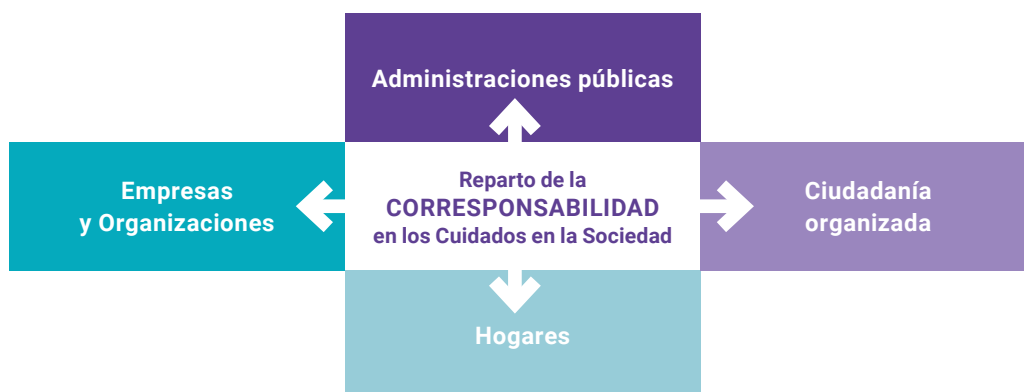 Administraciones públicas
Empresas
y Organizaciones
Reparto de la
CORRESPONSABILIDAD
en los Cuidados en la Sociedad
Ciudadanía
organizada
Hogares